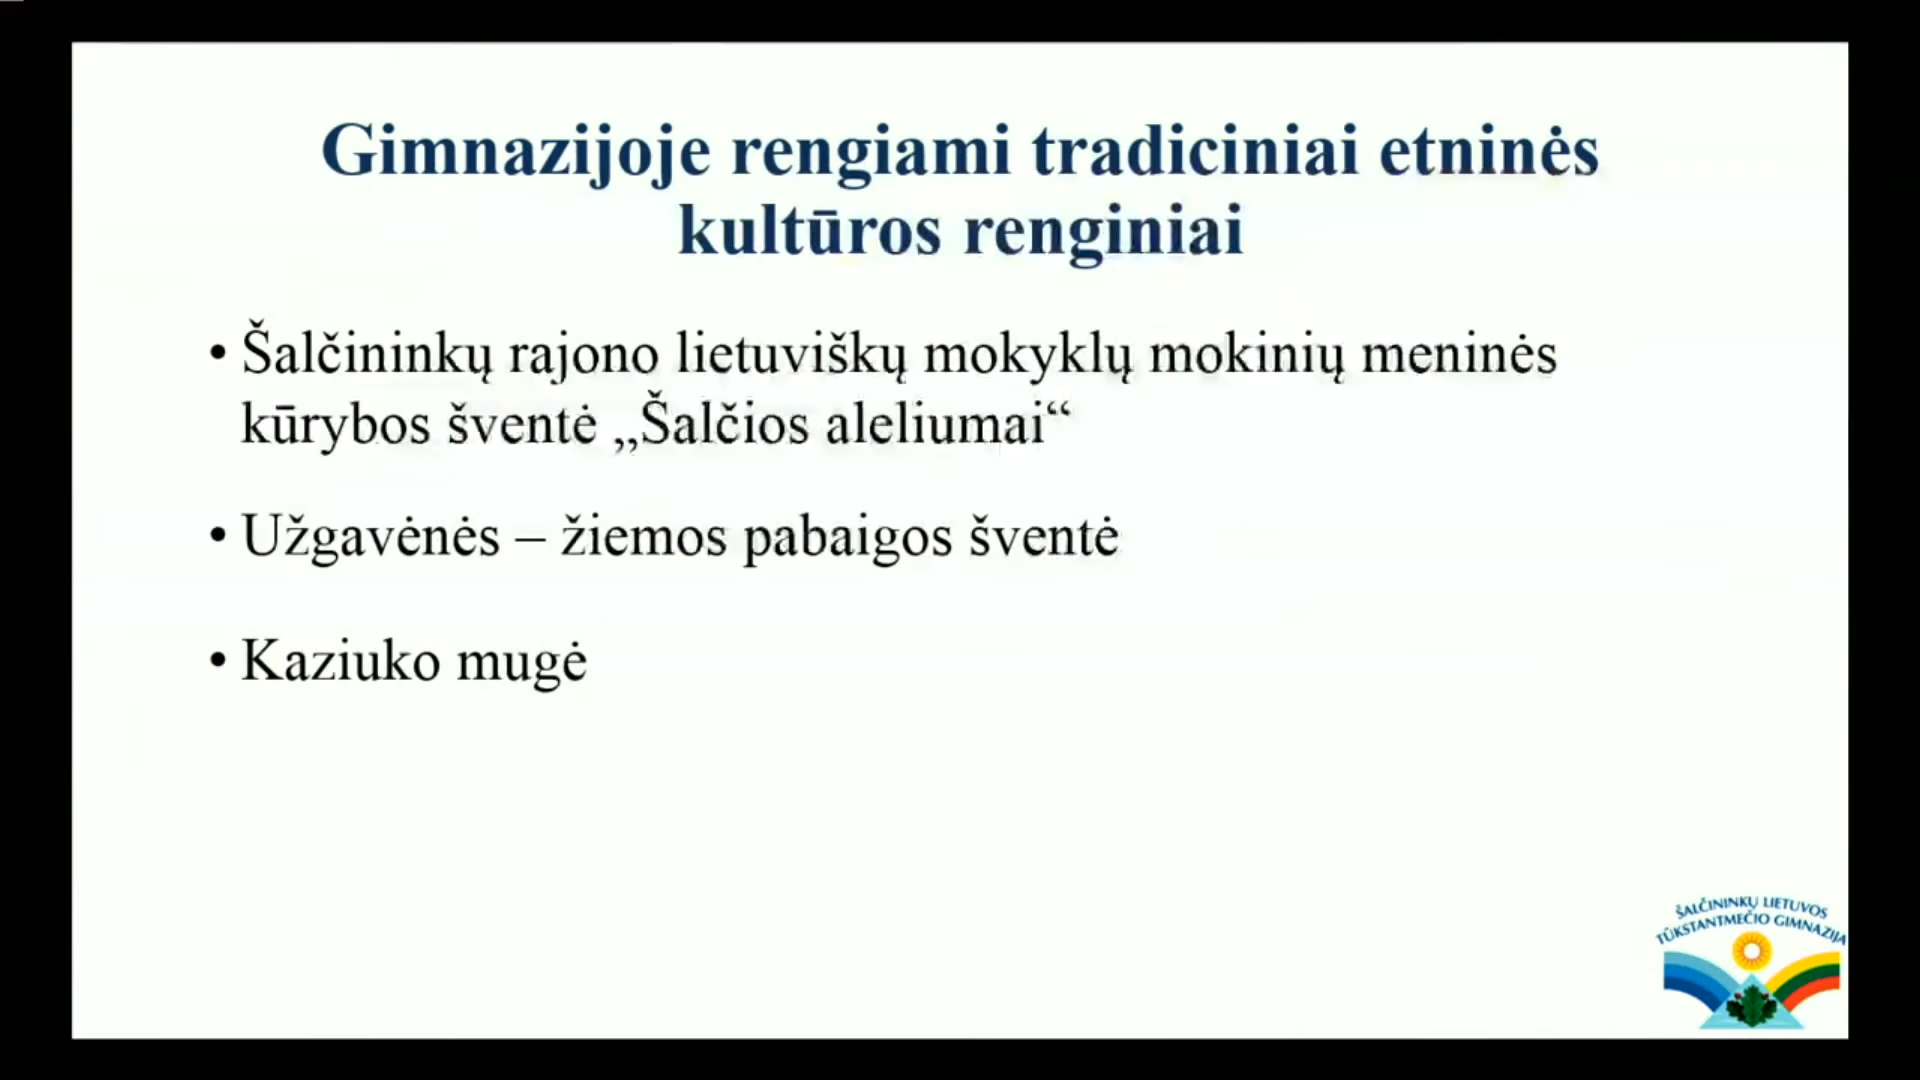 Gimnazijoje rengiami tradiciniai etninės
kultūros renginiai
• Šalčininkų rajono lietuviškų mokyklų mokinių meninės
kūrybos šventė „Šalčios aleliumai“
• Užgavėnės – žiemos pabaigos šventė
• Kaziuko mugė
ŠALČININKŲ LIETUVOS
TŪKSTANTMEČIO GIMNAZIJA